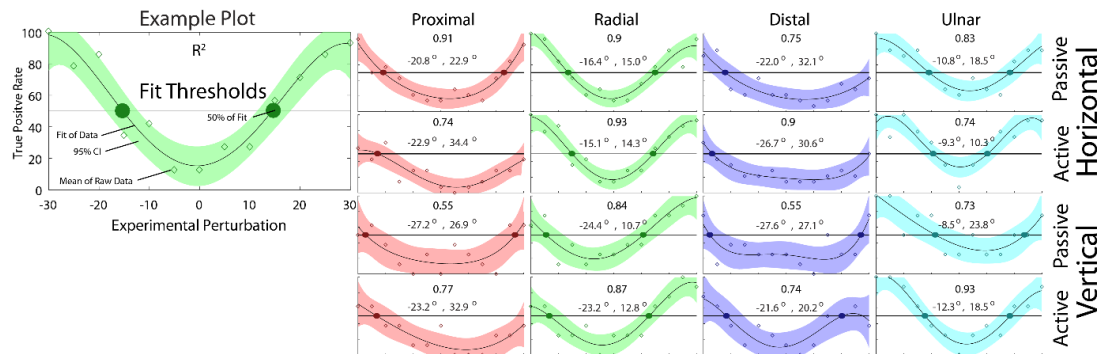 Example Plot
R²
Fit Thresholds
50% of Fit
Fit of Data
95% CI
Mean of Raw Data
True Positive Rate
100
80
60
40
20
0
-30
-20
-10
0
10
20
30
Experimental Perturbation
Proximal
Radial
Distal
Ulnar
0.91
-20.8° , 22.9°
0.9
-16.4° , 15.0°
0.75
-22.0° , 32.1°
0.83
-10.8° , 18.5°
Passive
0.74
-22.9° , 34.4°
0.93
-15.1° , 14.3°
0.9
-26.7° , 30.6°
0.74
-9.3° , 10.3°
Active
Horizontal
0.55
-27.2° , 26.9°
0.84
-24.4° , 10.7°
0.55
-27.6° , 27.1°
0.73
-8.5° , 23.8°
Passive
0.77
-23.2° , 32.9°
0.87
-23.2° , 12.8°
0.74
-21.6° , 20.2°
0.93
-12.3° , 18.5°
Active
Vertical